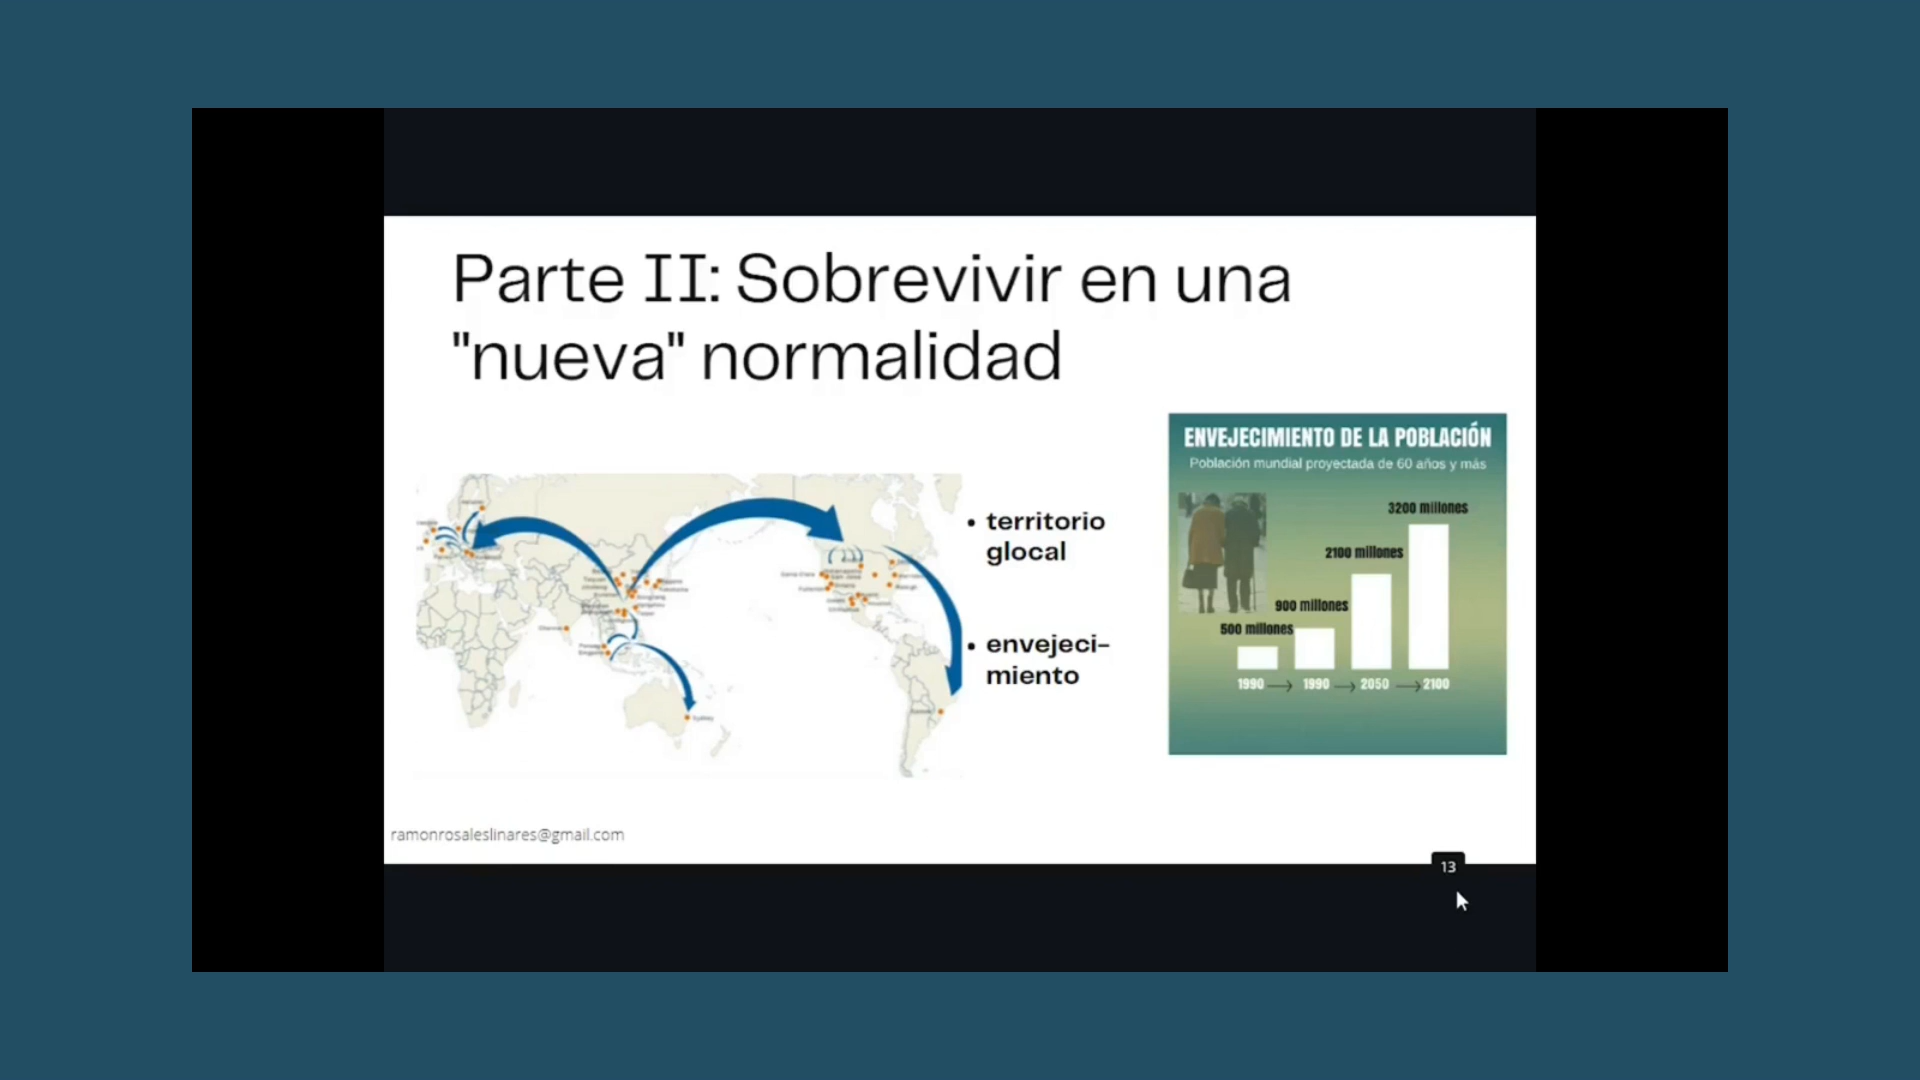 Parte II: Sobrevivir en una
"nueva" normalidad
• territorio
glocal
• envejeci-
miento
ENVEJECIMIENTO DE LA POBLACIÓN
Población mundial proyectada de 60 años y más
3200 millones
2100 millones
900 millones
500 millones
1990 → 1990 → 2050 → 2100
Sydney
ramonrosaleslinares@gmail.com
13